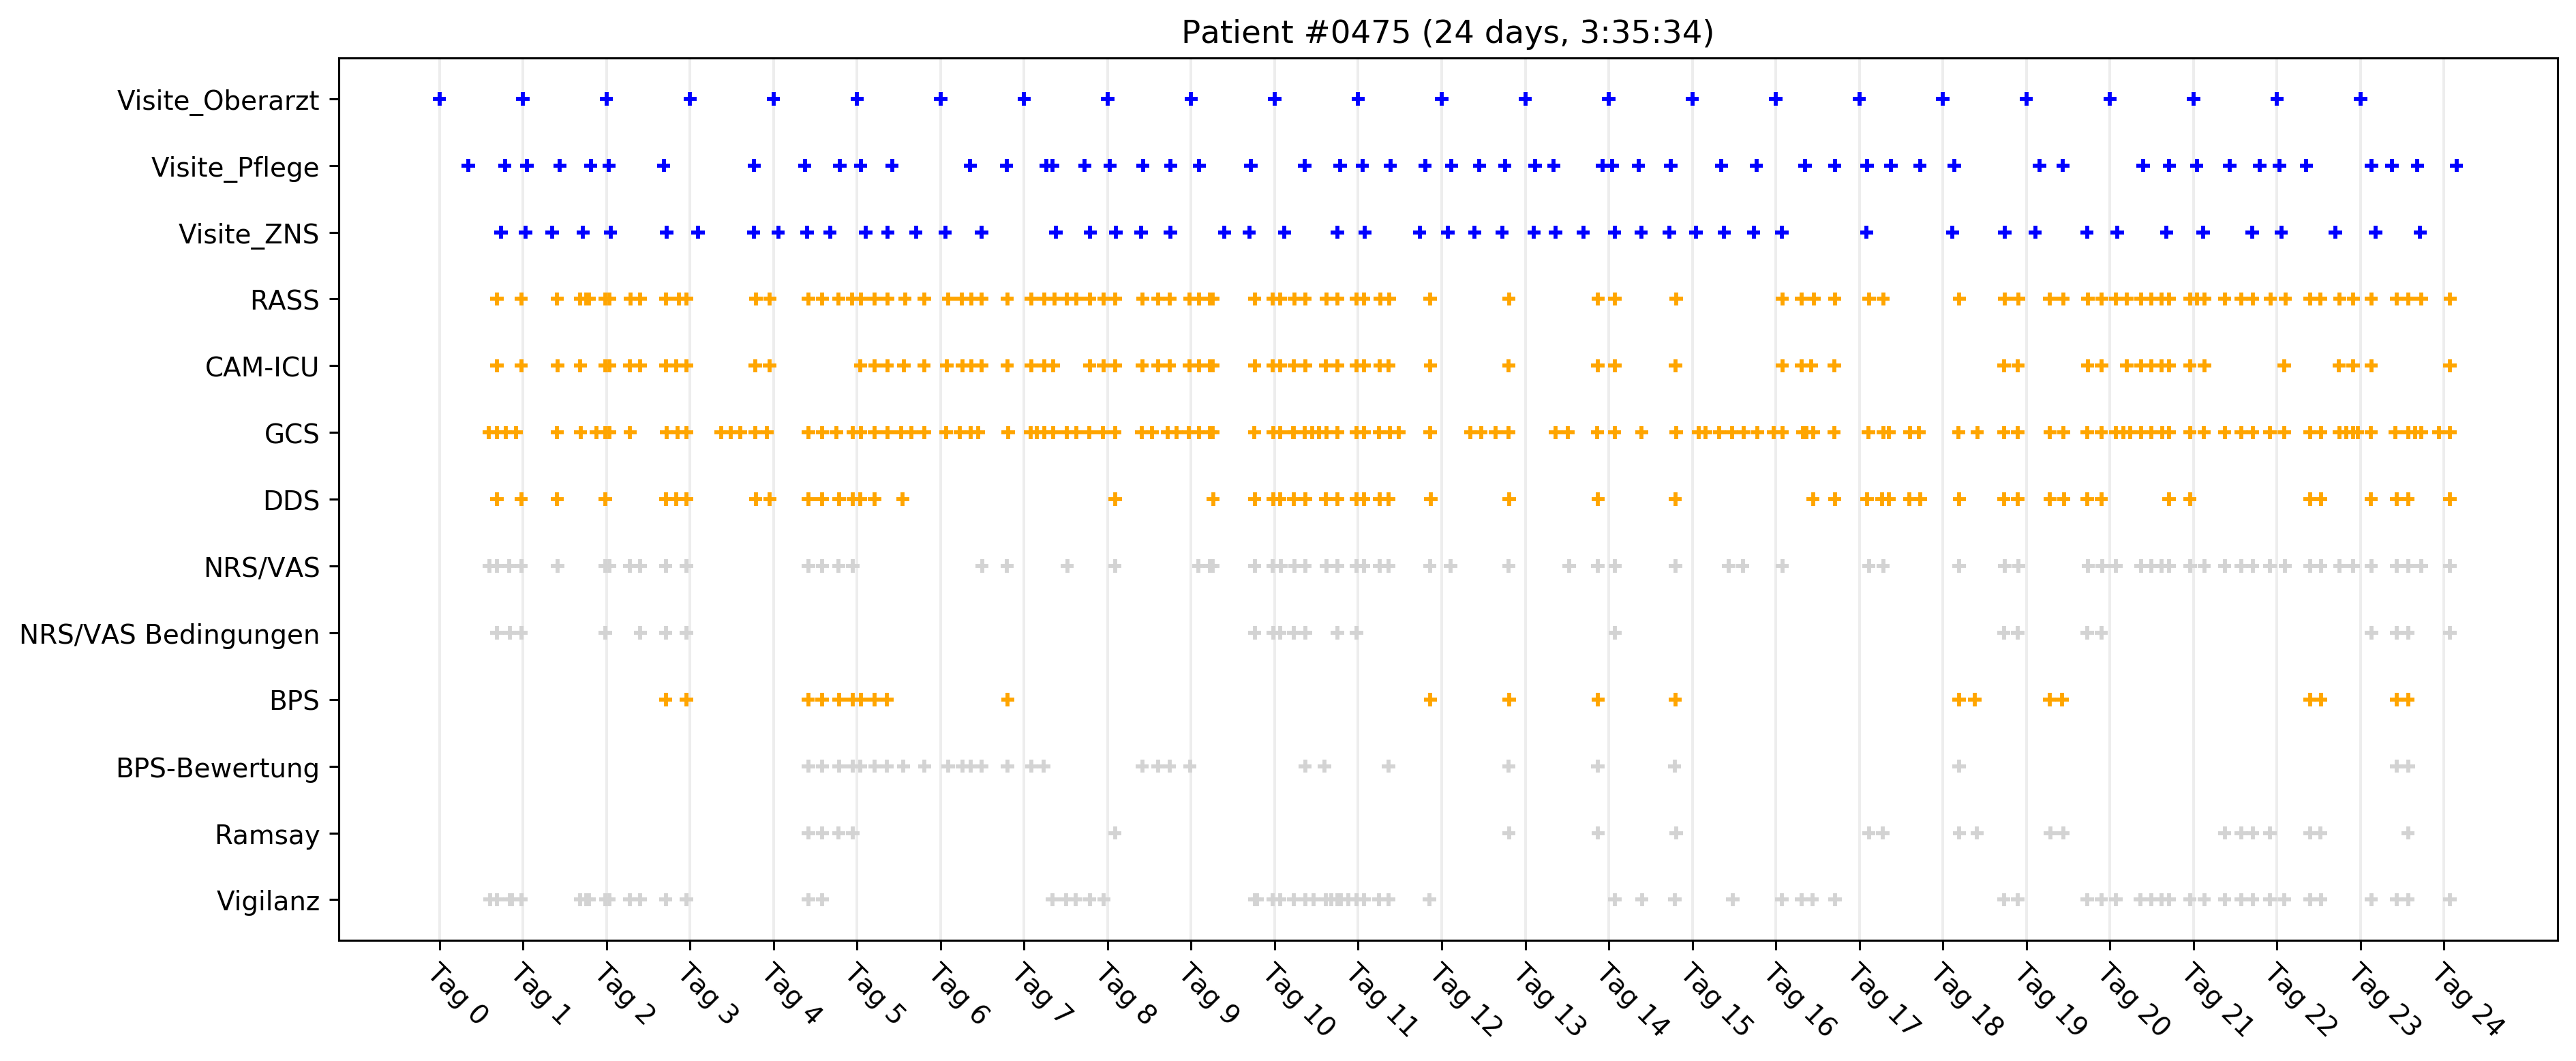 Patient #0475 (24 days, 3:35:34)
Visite_Oberarzt
Visite_Pflege
Visite_ZNS
RASS
CAM-ICU
GCS
DDS
NRS/VAS
NRS/VAS Bedingungen
BPS
BPS-Bewertung
Ramsay
Vigilanz
Tag 0
Tag 1
Tag 2
Tag 3
Tag 4
Tag 5
Tag 6
Tag 7
Tag 8
Tag 9
Tag 10
Tag 11
Tag 12
Tag 13
Tag 14
Tag 15
Tag 16
Tag 17
Tag 18
Tag 19
Tag 20
Tag 21
Tag 22
Tag 23
Tag 24